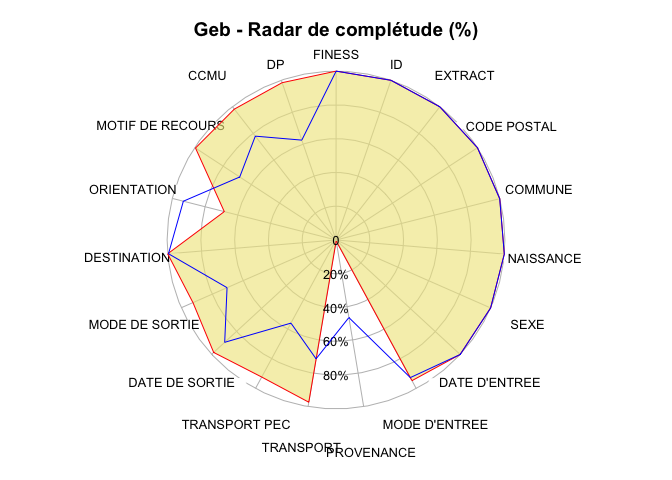 Geb - Radar de complétude (%)
FINESS
DP
ID
CCMU
EXTRACT
MOTIF DE RECOURS
CODE POSTAL
ORIENTATION
COMMUNE
0
DESTINATION
NAISSANCE
20%
40%
MODE DE SORTIE
SEXE
60%
80%
DATE DE SORTIE
DATE D'ENTREE
TRANSPORT PEC
MODE D'ENTREE
TRANSPORT
PROVENANCE